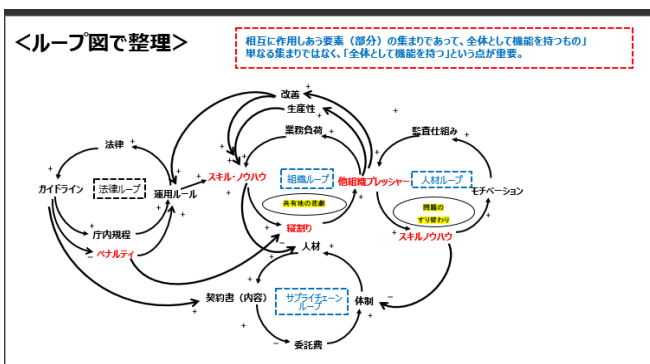 ＜ループ図で整理＞
相互に作用しあう要素（部分）の集まりであって、全体として機能を持つもの」
単なる集まりではなく、「全体として機能を持つ」という点が重要。
改善
生産性
業務負荷
法律
監査仕組み
ガイドライン
法律ループ
運用ルール
スキル・ノウハウ
組織ループ
他組織プレッシャー
人材ループ
モチベーション
共有地の悲劇
問題の
すり替わり
庁内規程
縦割り
スキルノウハウ
ペナルティ
人材
契約書（内容）
サプライチェーン
ループ
体制
委託費